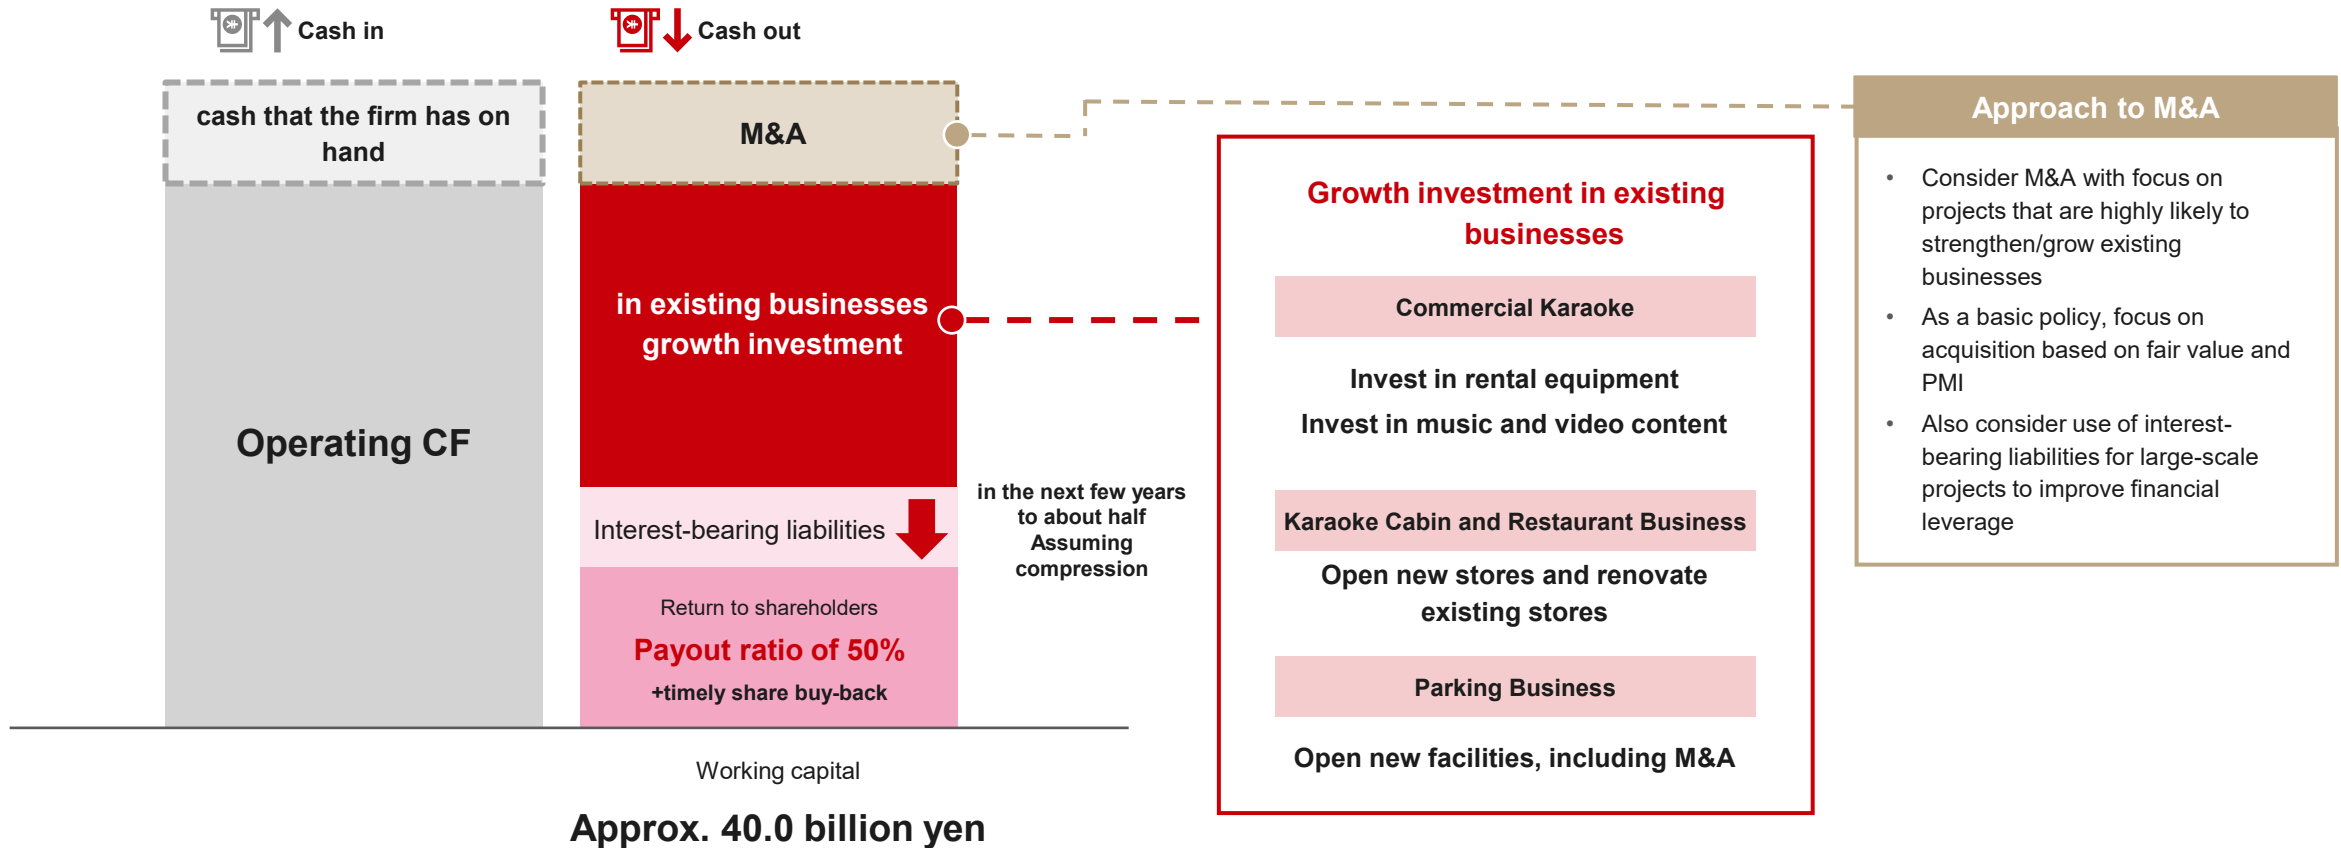 Cash in
Cash out
cash that the firm has on
hand
Operating CF
M&A
in existing businesses
growth investment
Interest-bearing liabilities
in the next few years
to about half
Assuming
compression
Return to shareholders
Payout ratio of 50%
+timely share buy-back
Working capital
Approx. 40.0 billion yen
Growth investment in existing
businesses
Commercial Karaoke
Invest in rental equipment
Invest in music and video content
Karaoke Cabin and Restaurant Business
Open new stores and renovate
existing stores
Parking Business
Open new facilities, including M&A
Approach to M&A
• Consider M&A with focus on
projects that are highly likely to
strengthen/grow existing
businesses
• As a basic policy, focus on
acquisition based on fair value and
PMI
• Also consider use of interest-
bearing liabilities for large-scale
projects to improve financial
leverage